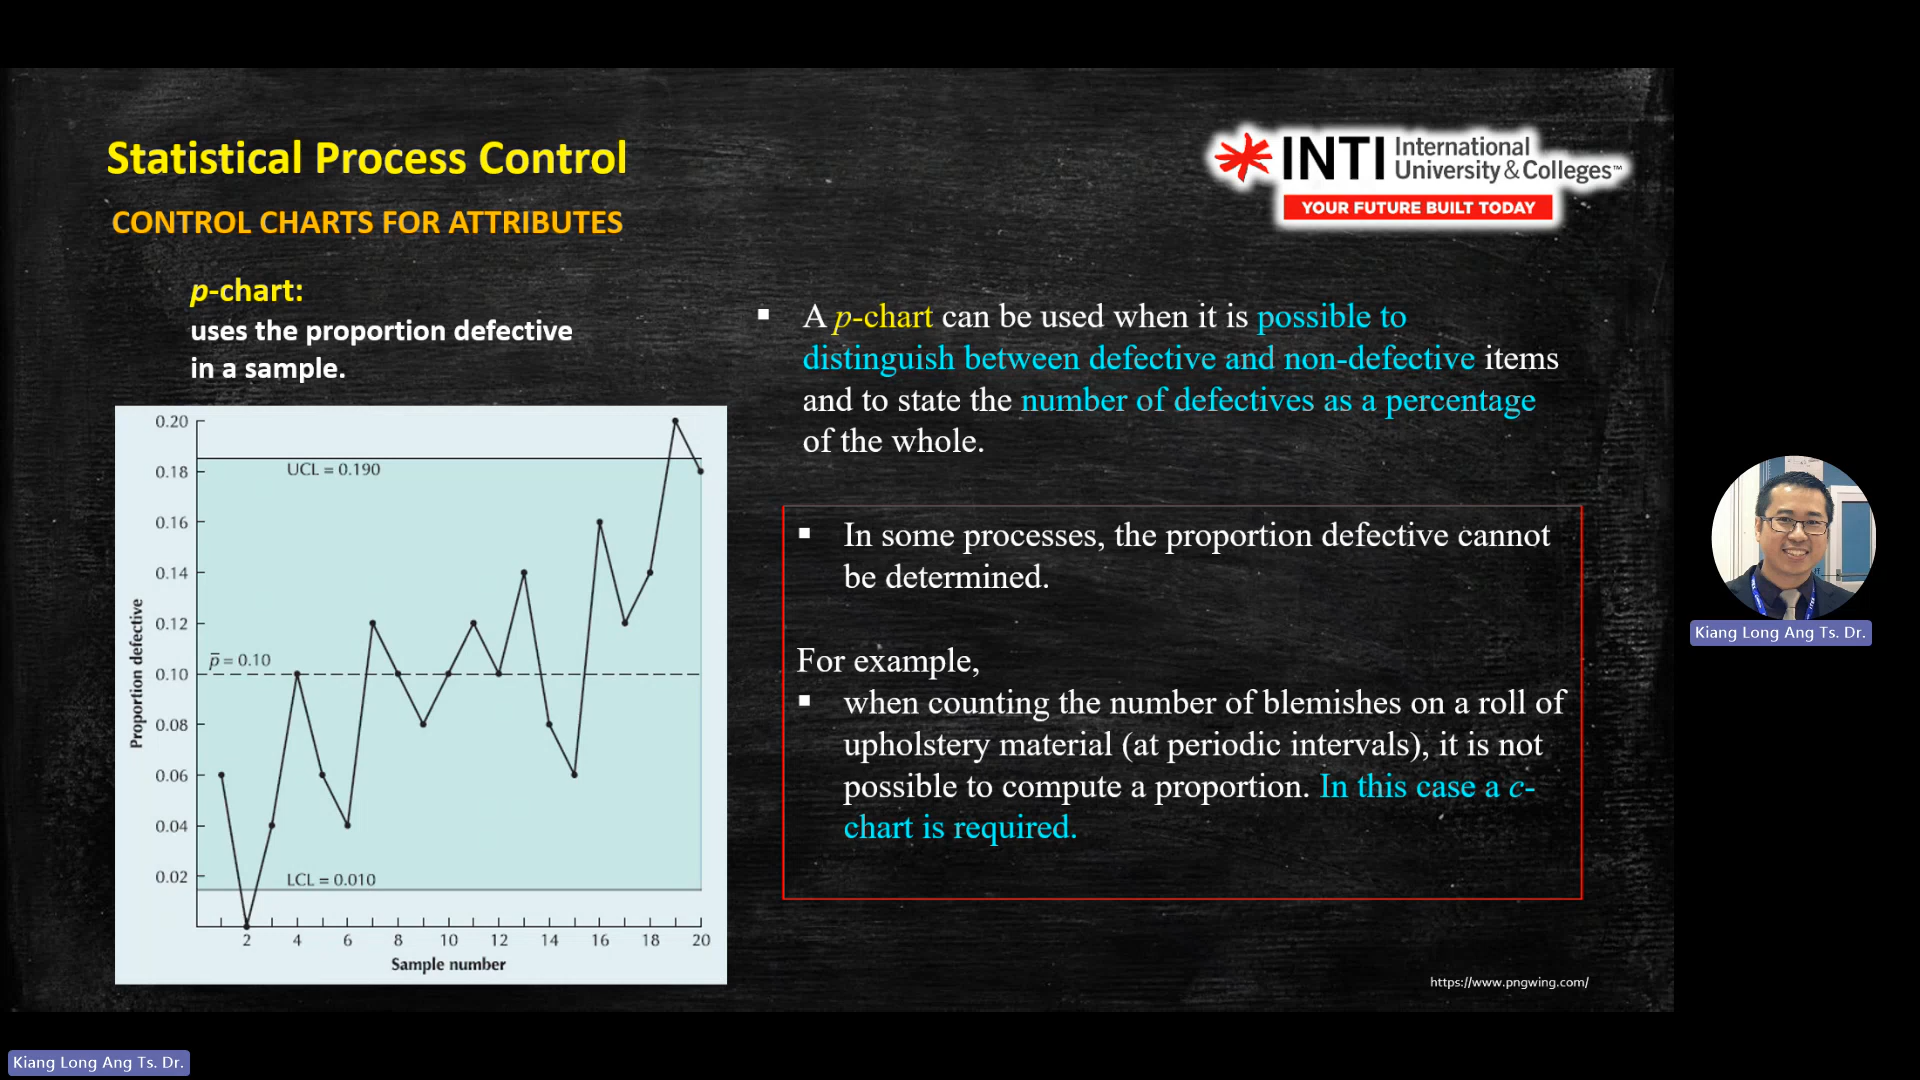 Statistical Process Control
CONTROL CHARTS FOR ATTRIBUTES
INTI International
University & Colleges™
YOUR FUTURE BUILT TODAY
p-chart:
uses the proportion defective
in a sample.
0.20
0.18
0.16
0.14
0.12
0.10
0.08
0.06
0.04
0.02
UCL = 0.190
p̅ = 0.10
LCL = 0.010
Proportion defective
2 4 6 8 10 12 14 16 18 20
Sample number
▪ A p-chart can be used when it is possible to
distinguish between defective and non-defective items
and to state the number of defectives as a percentage
of the whole.
▪ In some processes, the proportion defective cannot
be determined.
For example,
▪ when counting the number of blemishes on a roll of
upholstery material (at periodic intervals), it is not
possible to compute a proportion. In this case a c-
chart is required.
https://www.pngwing.com/
Kiang Long Ang Ts. Dr.
Kiang Long Ang Ts. Dr.